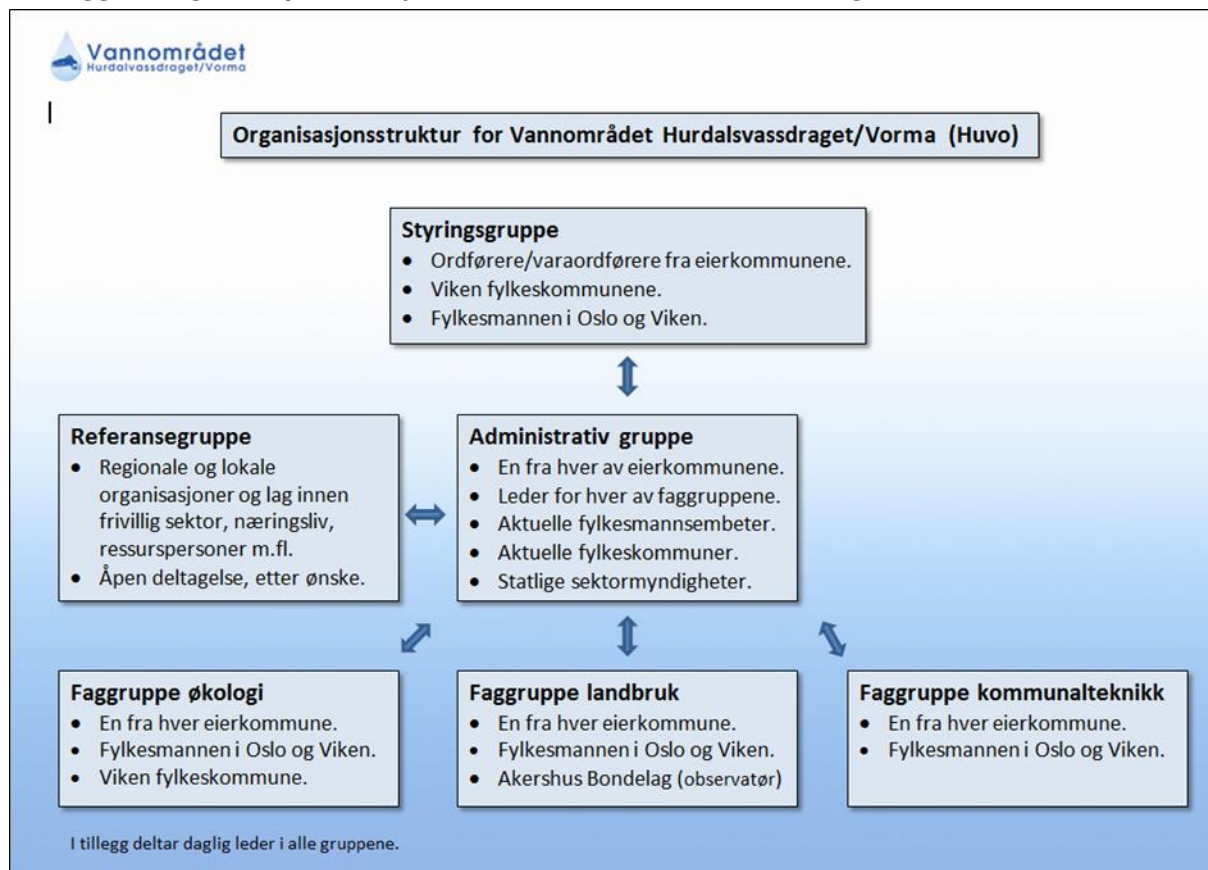 Vannområdet
Hurdalvassdraget/Vorma
Organisasjonsstruktur for Vannområdet Hurdalsvassdraget/Vorma (Huvo)
Styringsgruppe
• Ordførere/varaordførere fra eierkommunene.
• Viken fylkeskommunene.
• Fylkesmannen i Oslo og Viken.
Referansegruppe
• Regionale og lokale
organisasjoner og lag innen
frivillig sektor, næringsliv,
ressurspersoner m.fl.
• Åpen deltagelse, etter ønske.
Administrativ gruppe
• En fra hver av eierkommunene.
• Leder for hver av faggruppene.
• Aktuelle fylkesmannsembeter.
• Aktuelle fylkeskommuner.
• Statlige sektormyndigheter.
Faggruppe økologi
• En fra hver eierkommune.
• Fylkesmannen i Oslo og Viken.
• Viken fylkeskommune.
Faggruppe landbruk
• En fra hver eierkommune.
• Fylkesmannen i Oslo og Viken.
• Akershus Bondelag (observatør)
Faggruppe kommunalteknikk
• En fra hver eierkommune.
• Fylkesmannen i Oslo og Viken.
I tillegg deltar daglig leder i alle gruppene.